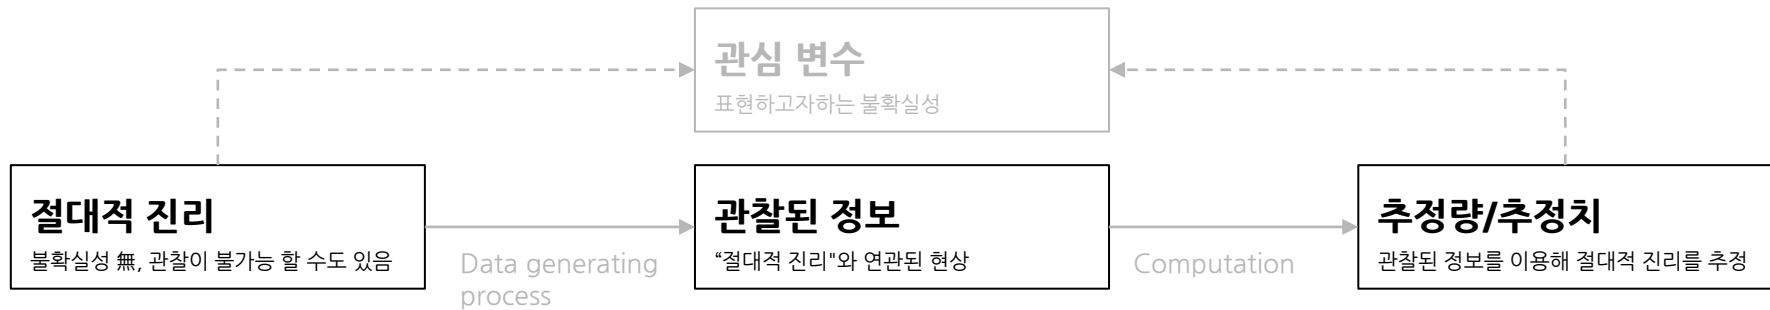 관심 변수
표현하고자하는 불확실성
절대적 진리
불확실성 無, 관찰이 불가능 할 수도 있음
Data generating
process
관찰된 정보
“절대적 진리"와 연관된 현상
Computation
추정량/추정치
관찰된 정보를 이용해 절대적 진리를 추정